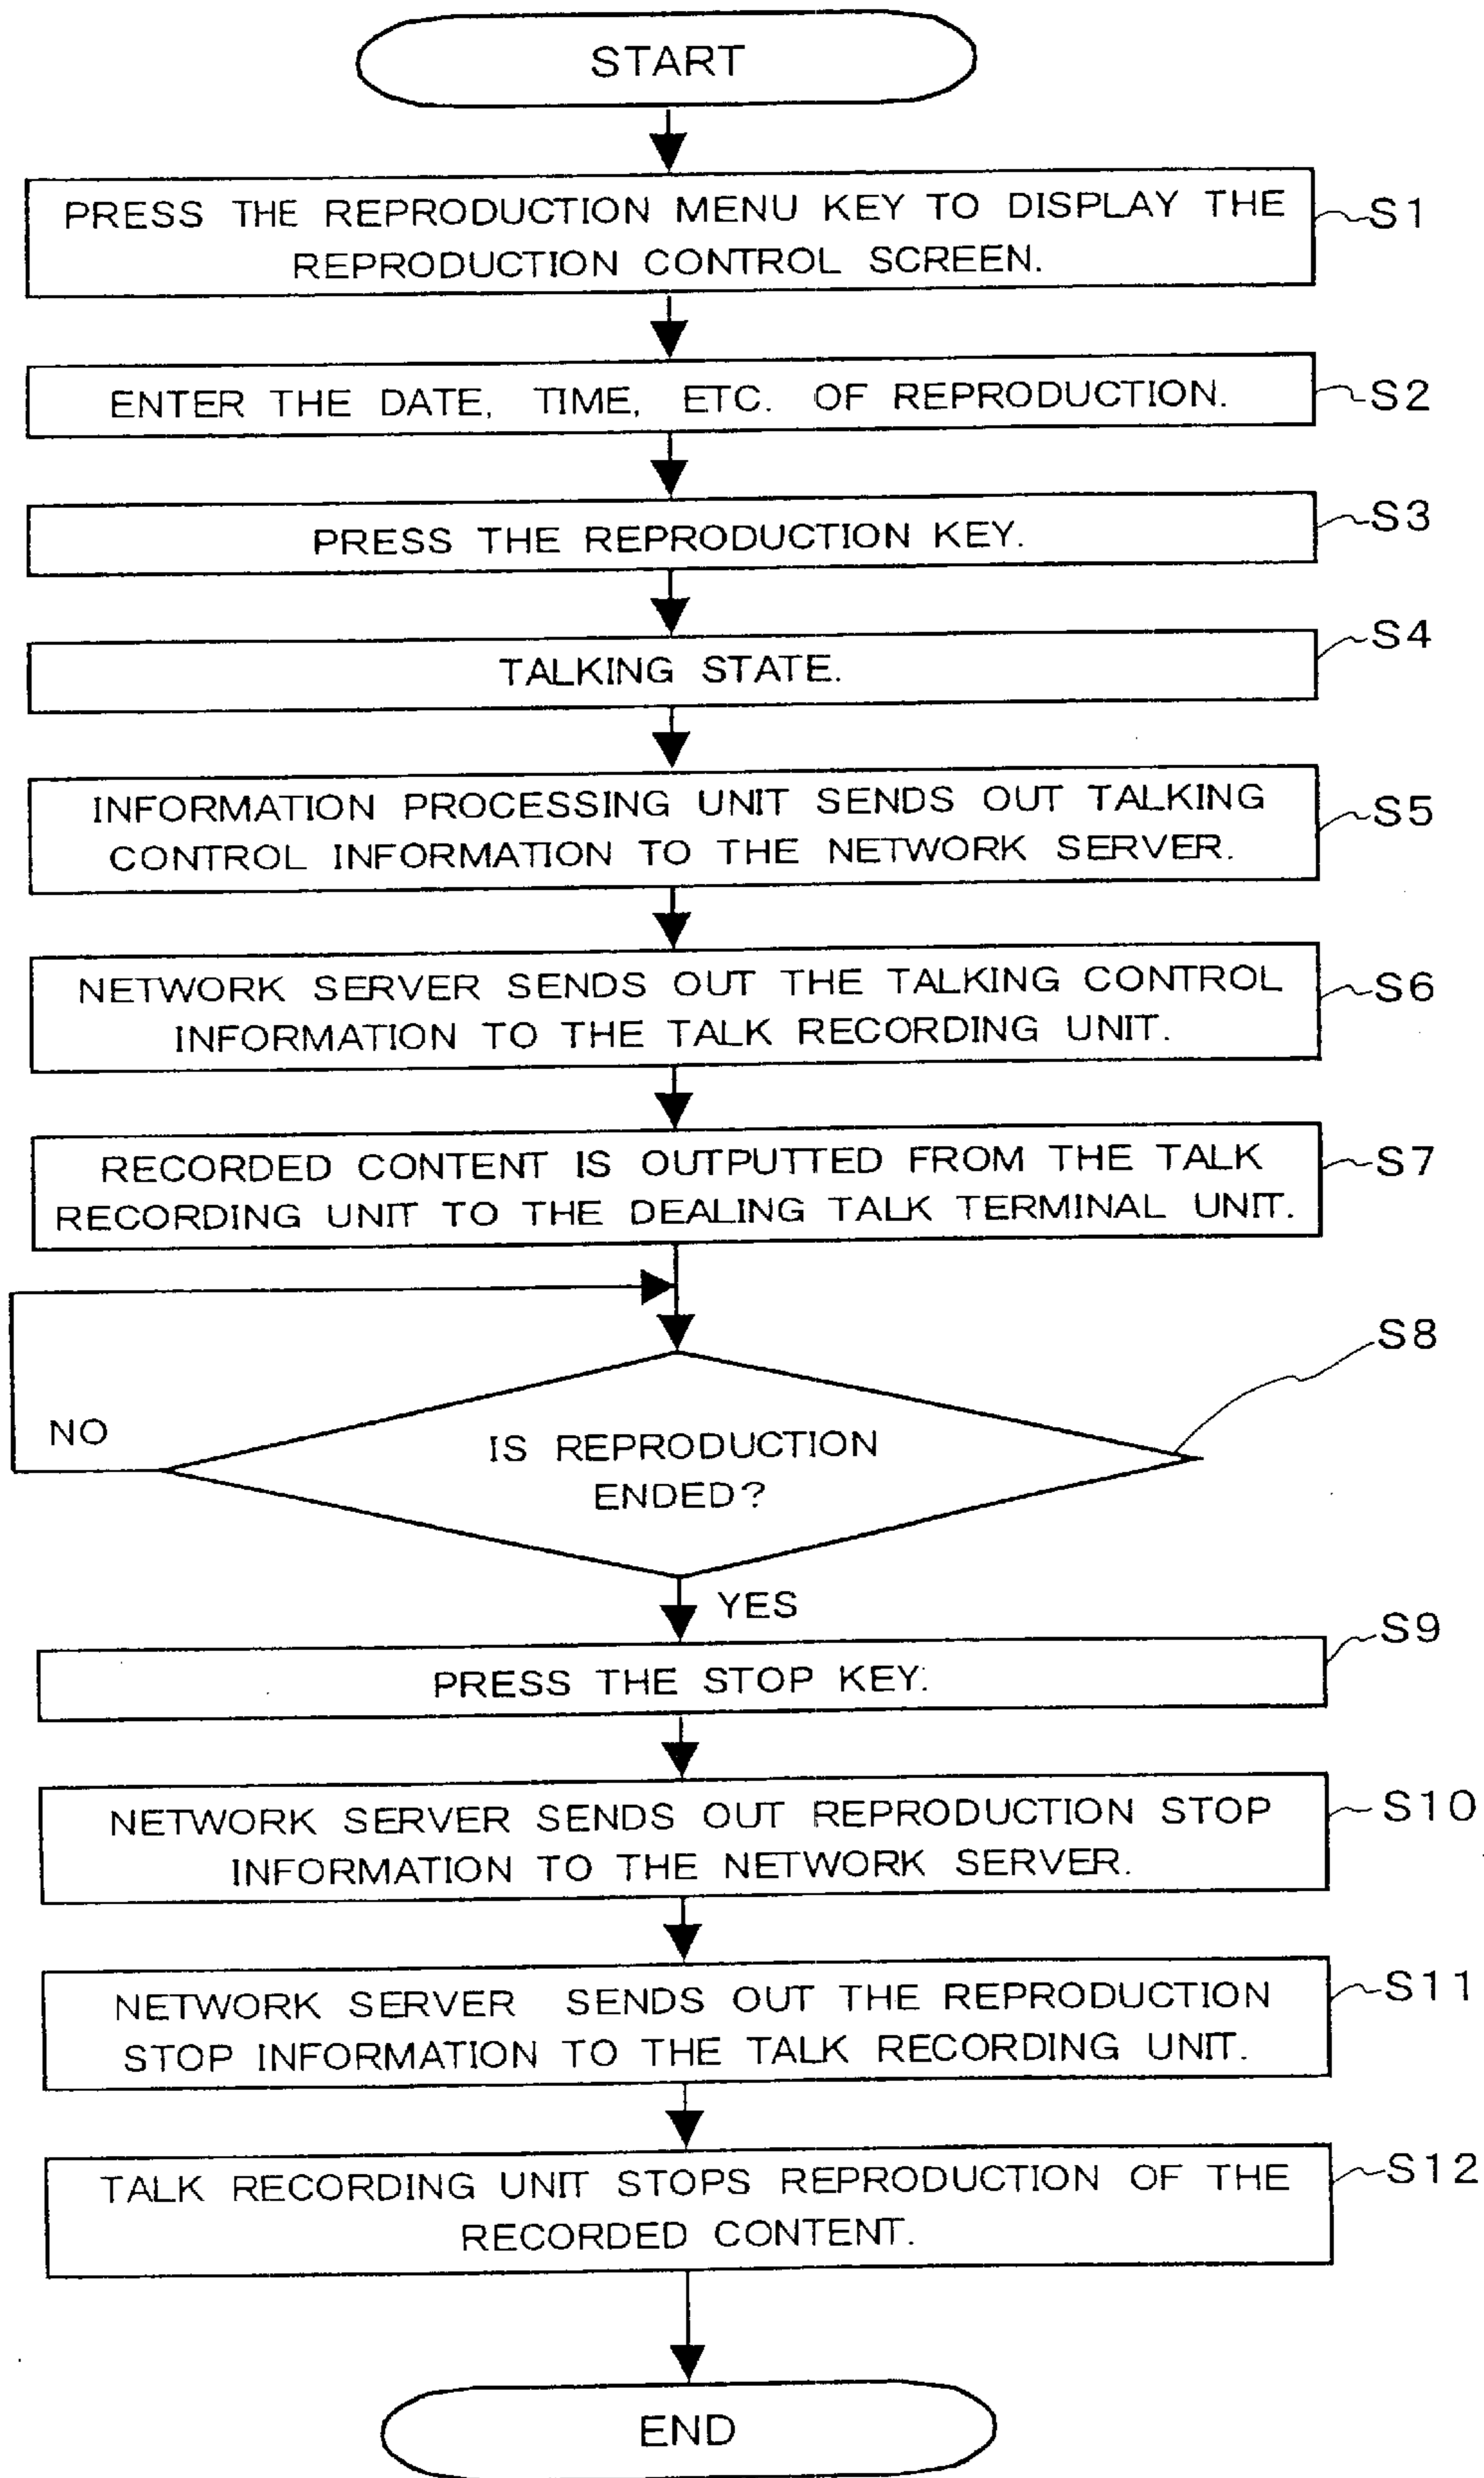 START
PRESS THE REPRODUCTION MENU KEY TO DISPLAY THE
REPRODUCTION CONTROL SCREEN.
S1
ENTER THE DATE, TIME, ETC. OF REPRODUCTION.
S2
PRESS THE REPRODUCTION KEY.
S3
TALKING STATE.
S4
INFORMATION PROCESSING UNIT SENDS OUT TALKING
CONTROL INFORMATION TO THE NETWORK SERVER.
S5
NETWORK SERVER SENDS OUT THE TALKING CONTROL
INFORMATION TO THE TALK RECORDING UNIT.
S6
RECORDED CONTENT IS OUTPUTTED FROM THE TALK
RECORDING UNIT TO THE DEALING TALK TERMINAL UNIT.
S7
S8
NO
IS REPRODUCTION
ENDED?
YES
PRESS THE STOP KEY.
S9
NETWORK SERVER SENDS OUT REPRODUCTION STOP
INFORMATION TO THE NETWORK SERVER.
S10
NETWORK SERVER SENDS OUT THE REPRODUCTION
STOP INFORMATION TO THE TALK RECORDING UNIT.
S11
TALK RECORDING UNIT STOPS REPRODUCTION OF THE
RECORDED CONTENT.
S12
END